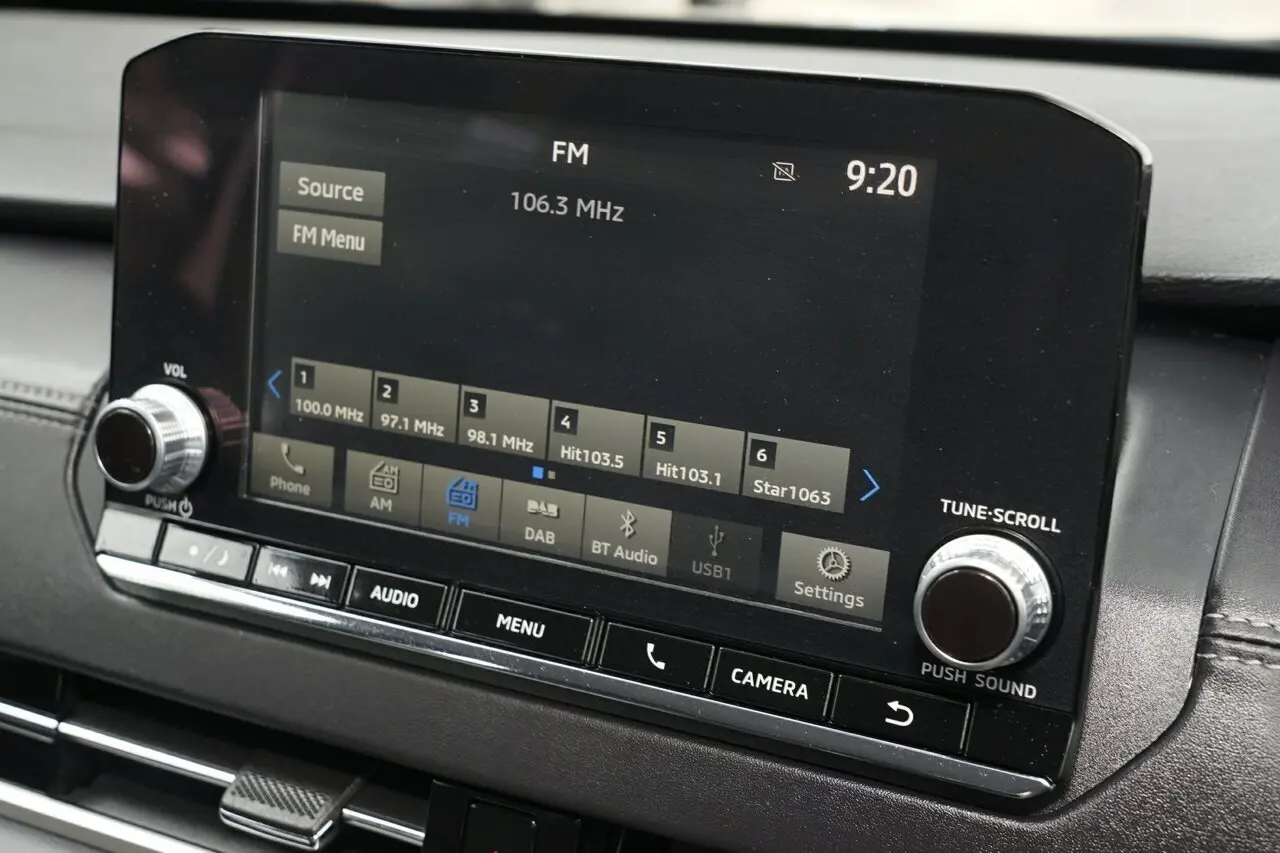 FM
9:20
106.3 MHz
Source
FM Menu
1
100.0 MHz
2
97.1 MHz
3
98.1 MHz
4
Hit103.5
5
Hit103.1
6
Star1063
Phone
AM
AM
FM
DAB
DAB
BT Audio
USB1
Settings
VOL
PUSH
TUNE·SCROLL
PUSH SOUND
AUDIO
MENU
CAMERA